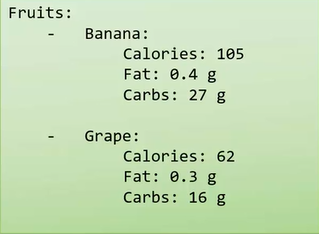 Fruits:
    -   Banana:
            Calories: 105
            Fat: 0.4 g
            Carbs: 27 g

    -   Grape:
            Calories: 62
            Fat: 0.3 g
            Carbs: 16 g